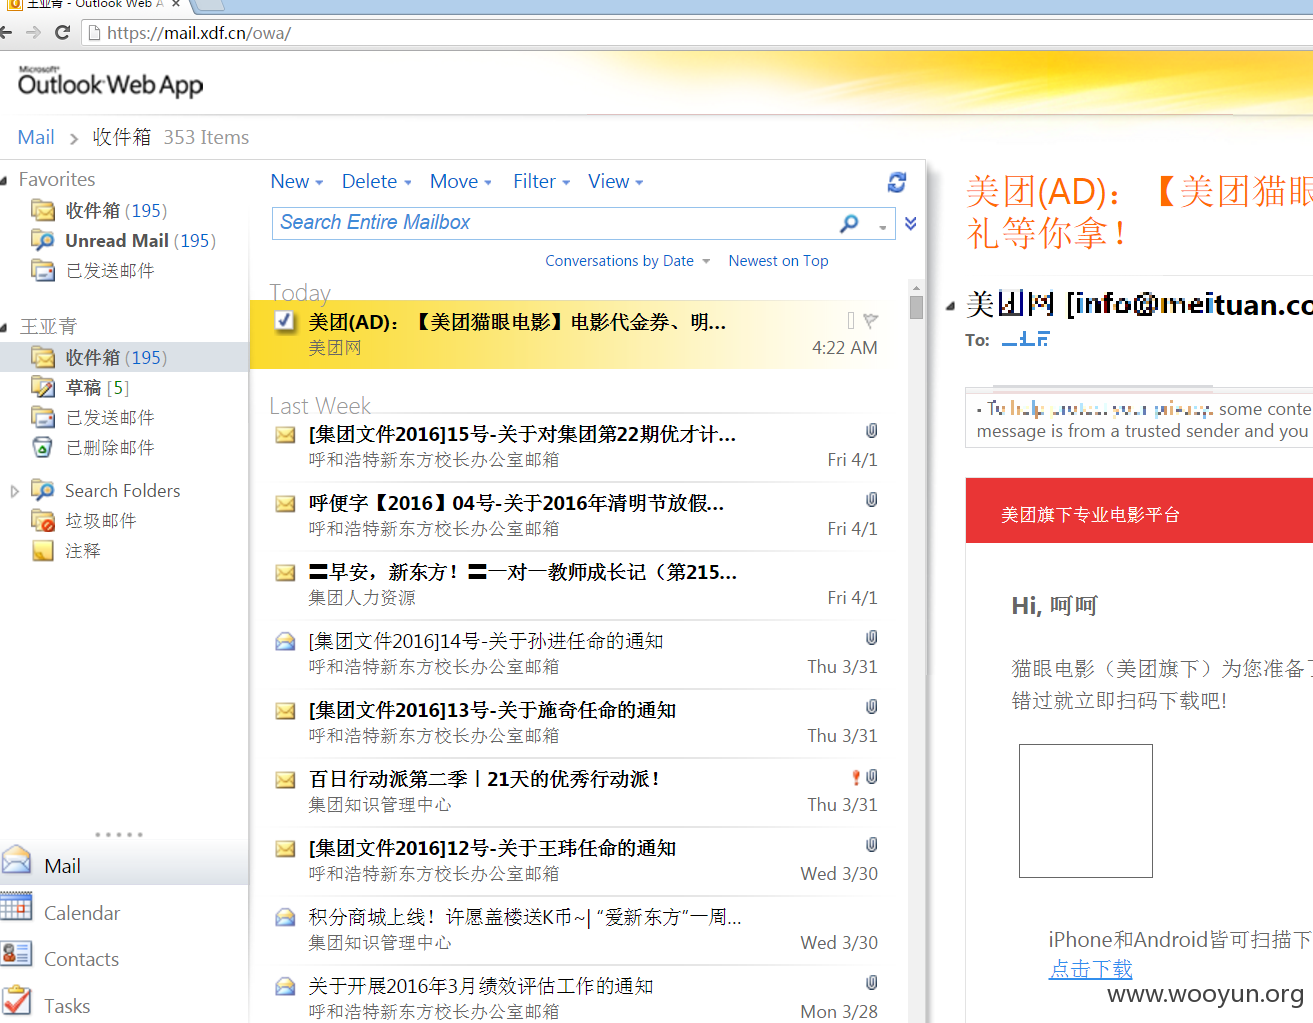 王亚青 - Outlook Web A
https://mail.xdf.cn/owa/
Microsoft
Outlook Web App
Mail > 收件箱 353 Items
Favorites
收件箱 (195)
Unread Mail (195)
已发送邮件
王亚青
收件箱 (195)
草稿 [5]
已发送邮件
已删除邮件
Search Folders
垃圾邮件
注释
Mail
Calendar
Contacts
Tasks
New Delete Move Filter View
Search Entire Mailbox
Conversations by Date Newest on Top
Today
美团(AD)：【美团猫眼电影】电影代金券、明...
美团网 4:22 AM
Last Week
[集团文件2016]15号-关于对集团第22期优才计...
呼和浩特新东方校长办公室邮箱 Fri 4/1
呼便字【2016】04号-关于2016年清明节放假...
呼和浩特新东方校长办公室邮箱 Fri 4/1
〓早安，新东方！〓一对一教师成长记（第215...
集团人力资源 Fri 4/1
[集团文件2016]14号-关于孙进任命的通知
呼和浩特新东方校长办公室邮箱 Thu 3/31
[集团文件2016]13号-关于施奇任命的通知
呼和浩特新东方校长办公室邮箱 Thu 3/31
百日行动派第二季丨21天的优秀行动派！
集团知识管理中心 Thu 3/31
[集团文件2016]12号-关于王玮任命的通知
呼和浩特新东方校长办公室邮箱 Wed 3/30
积分商城上线！许愿盖楼送K币~| “爱新东方”一周...
集团知识管理中心 Wed 3/30
关于开展2016年3月绩效评估工作的通知
呼和浩特新东方校长办公室邮箱 Mon 3/28
美团(AD)：【美团猫眼
礼等你拿！
美团网 [info@meituan.co
To:
To help protect your privacy, some conte
message is from a trusted sender and you
美团旗下专业电影平台
Hi, 呵呵
猫眼电影（美团旗下）为您准备了
错过就立即扫码下载吧!
iPhone和Android皆可扫描下
点击下载
www.wooyun.org